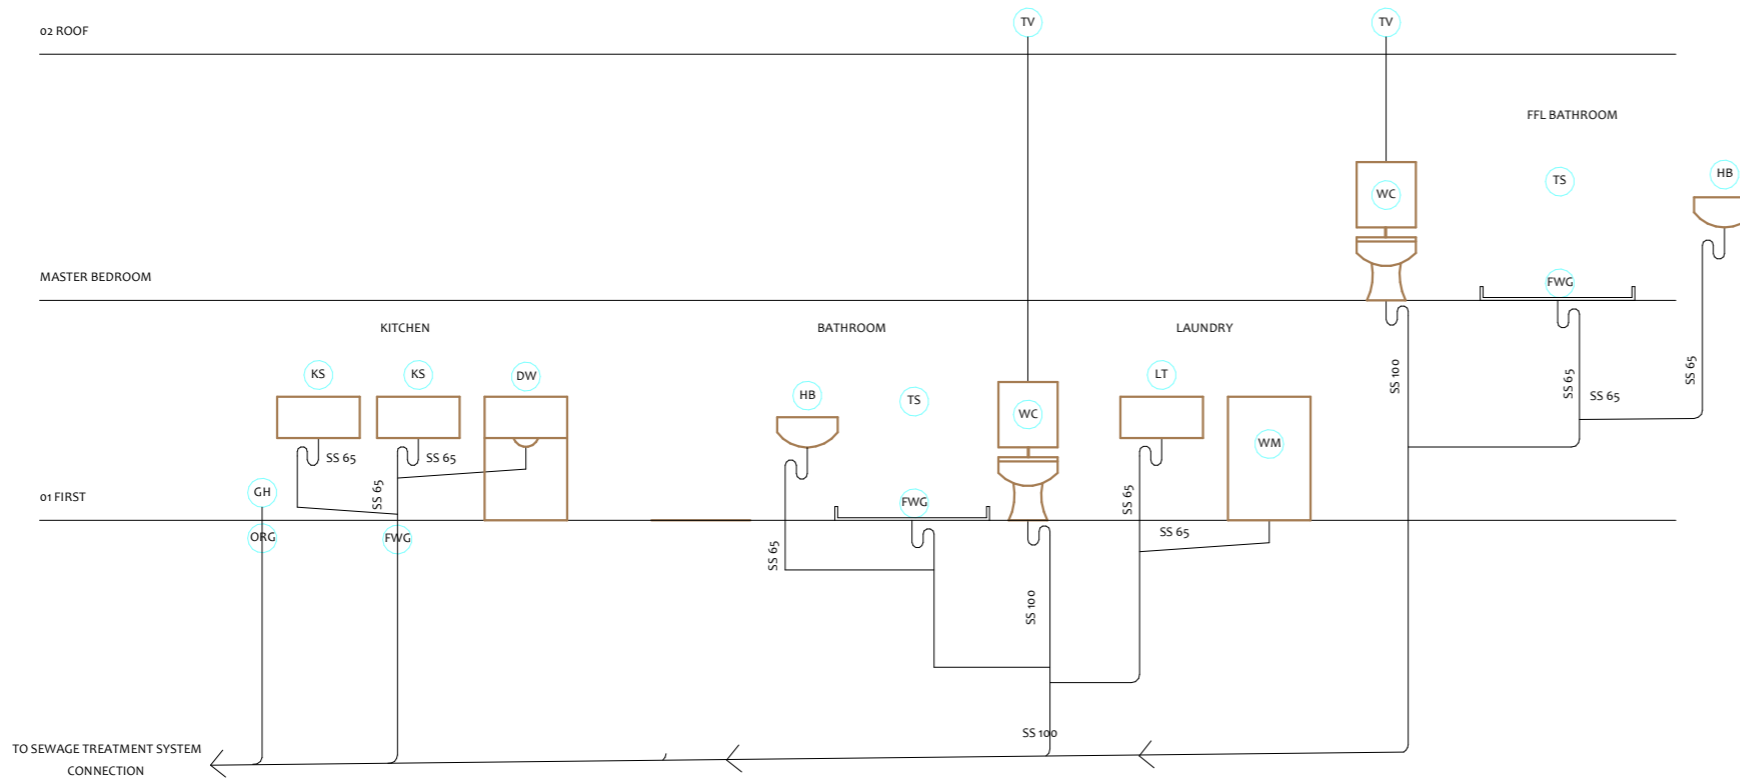 TV
TV
02 ROOF
FFL BATHROOM
HB
TS
WC
MASTER BEDROOM
FWG
KITCHEN
BATHROOM
LAUNDRY
SS 100
SS 65
SS 65
SS 65
KS
KS
DW
LT
HB
TS
WC
WM
SS 65
SS 65
SS 65
SS 65
GH
01 FIRST
FWG
ORG
FWG
SS 65
SS 65
SS 100
SS 100
TO SEWAGE TREATMENT SYSTEM
CONNECTION